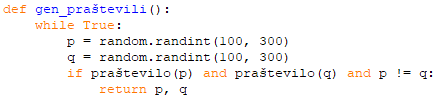 def gen_praštevili():
    while True:
        p = random.randint(100, 300)
        q = random.randint(100, 300)
        if praštevilo(p) and praštevilo(q) and p != q:
            return p, q